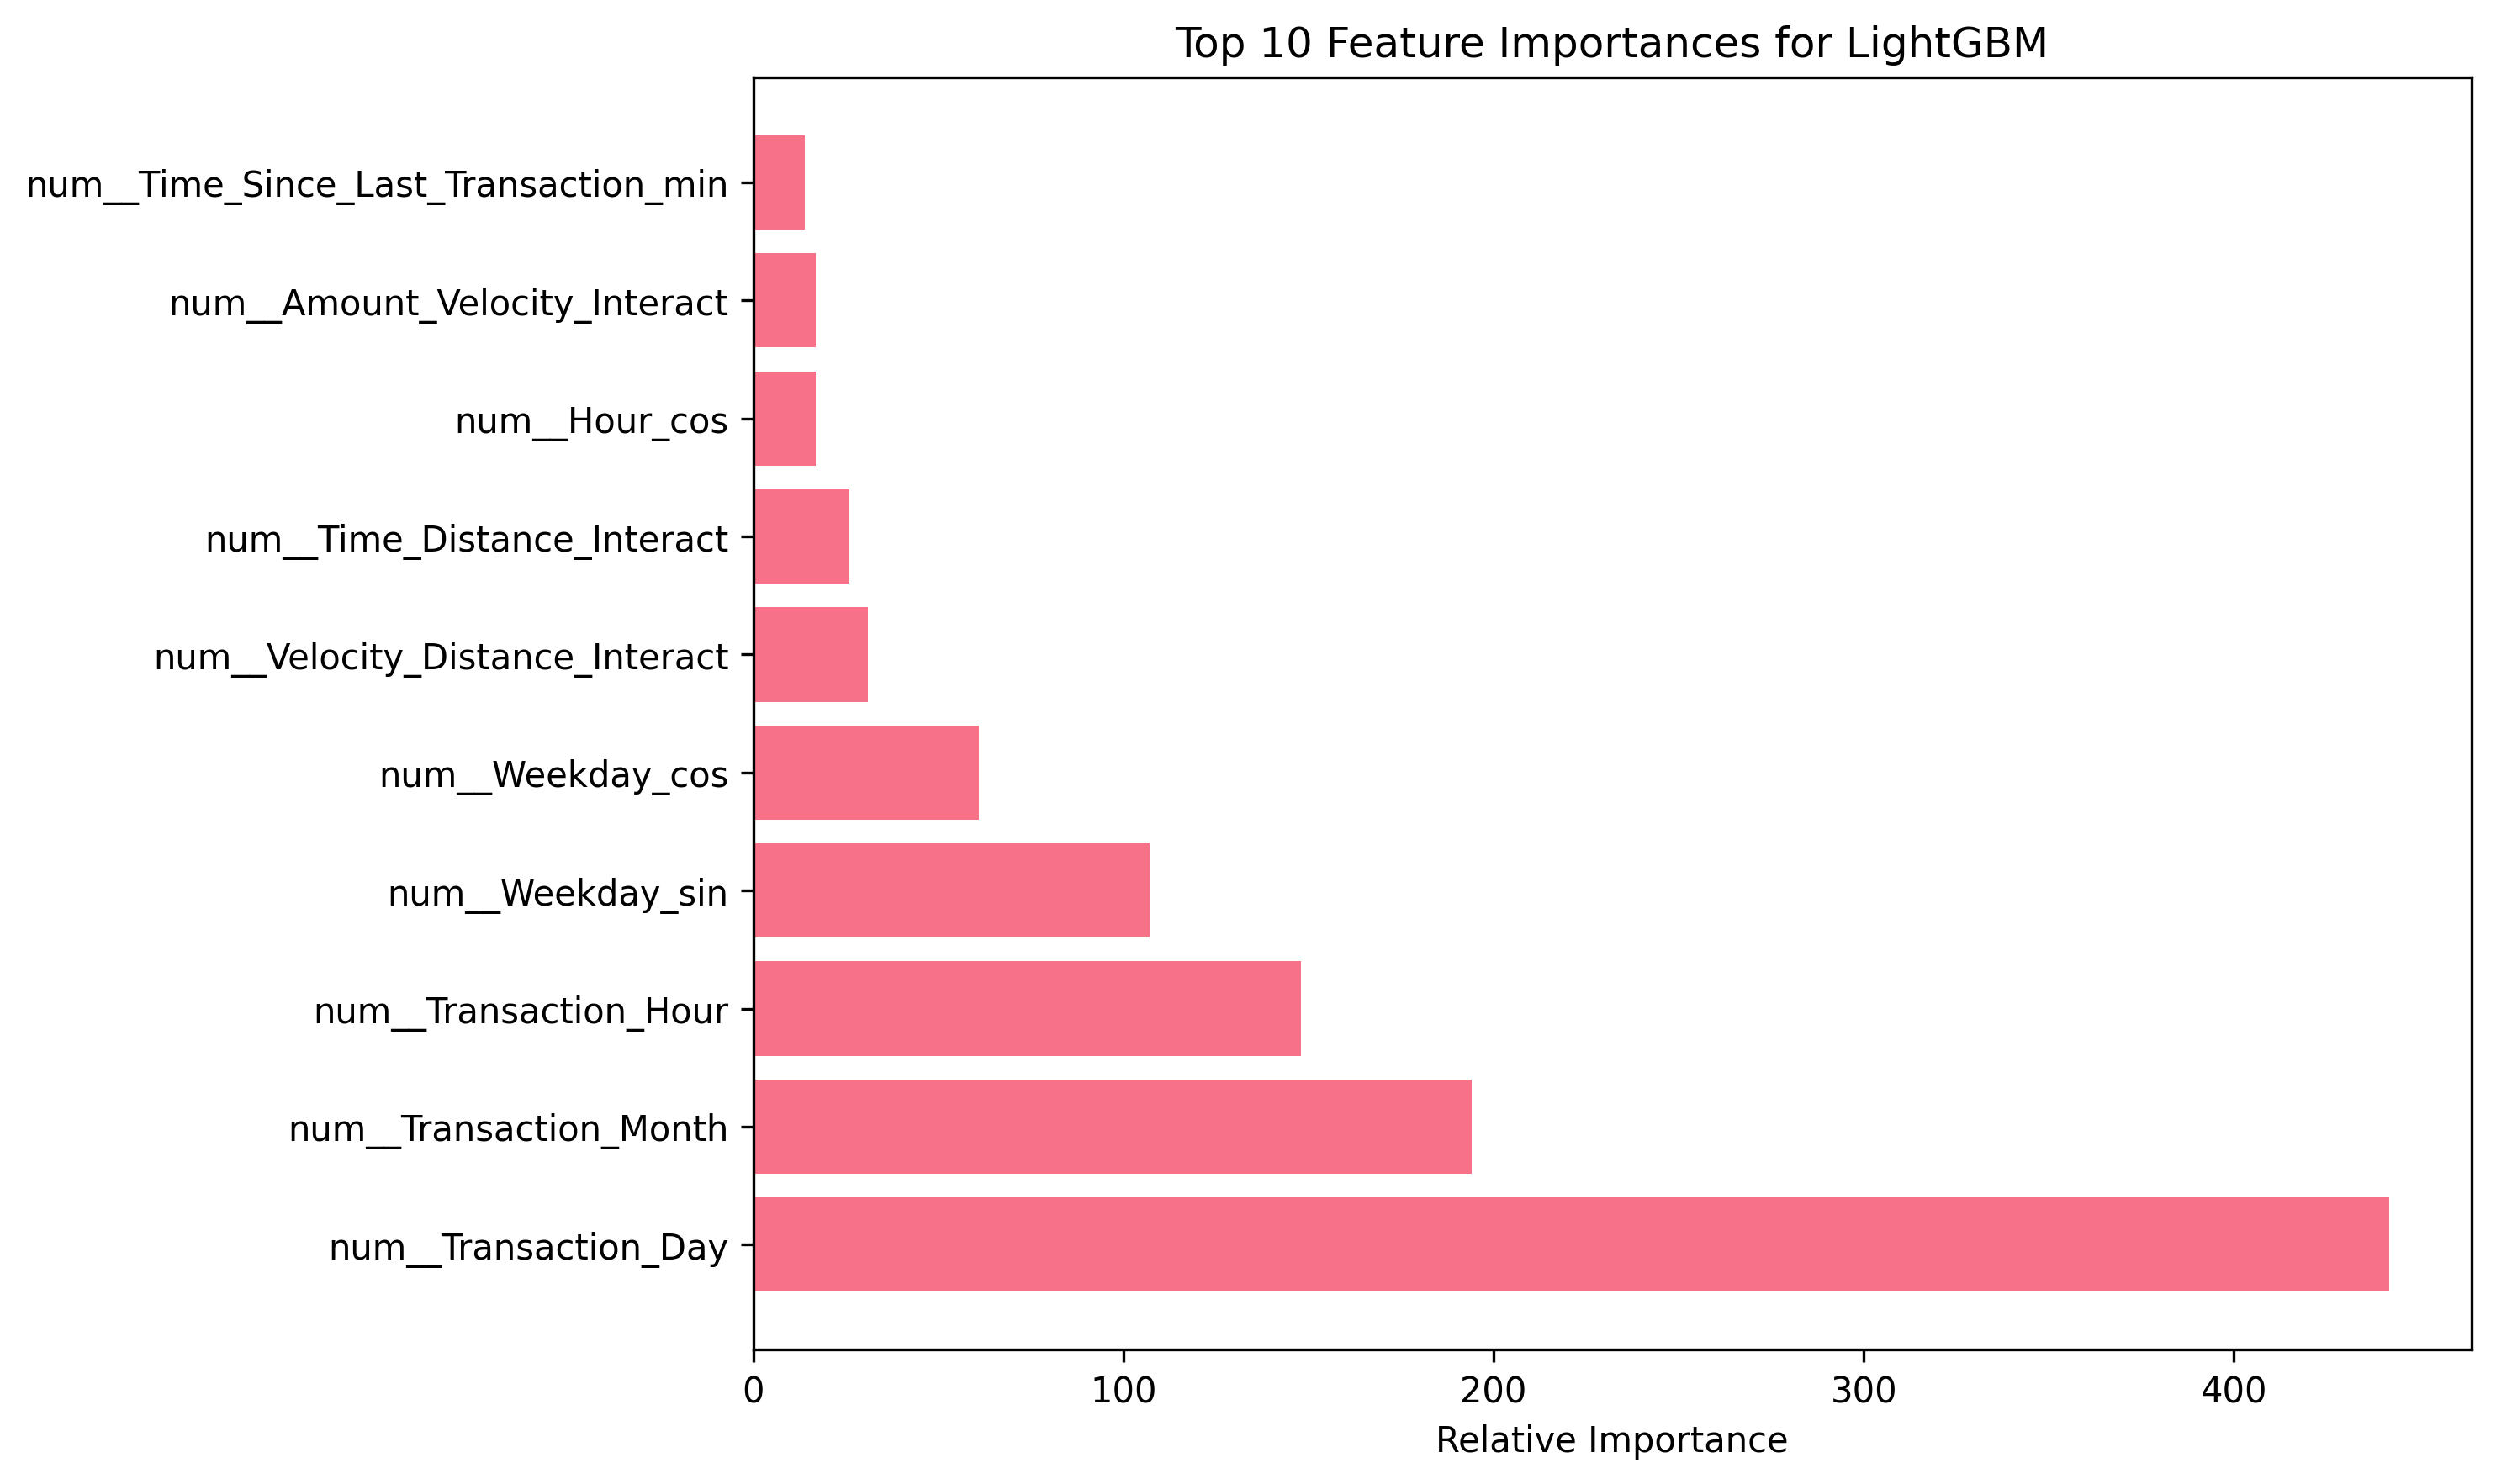 Top 10 Feature Importances for LightGBM
num__Time_Since_Last_Transaction_min
num__Amount_Velocity_Interact
num__Hour_cos
num__Time_Distance_Interact
num__Velocity_Distance_Interact
num__Weekday_cos
num__Weekday_sin
num__Transaction_Hour
num__Transaction_Month
num__Transaction_Day
0 100 200 300 400
Relative Importance